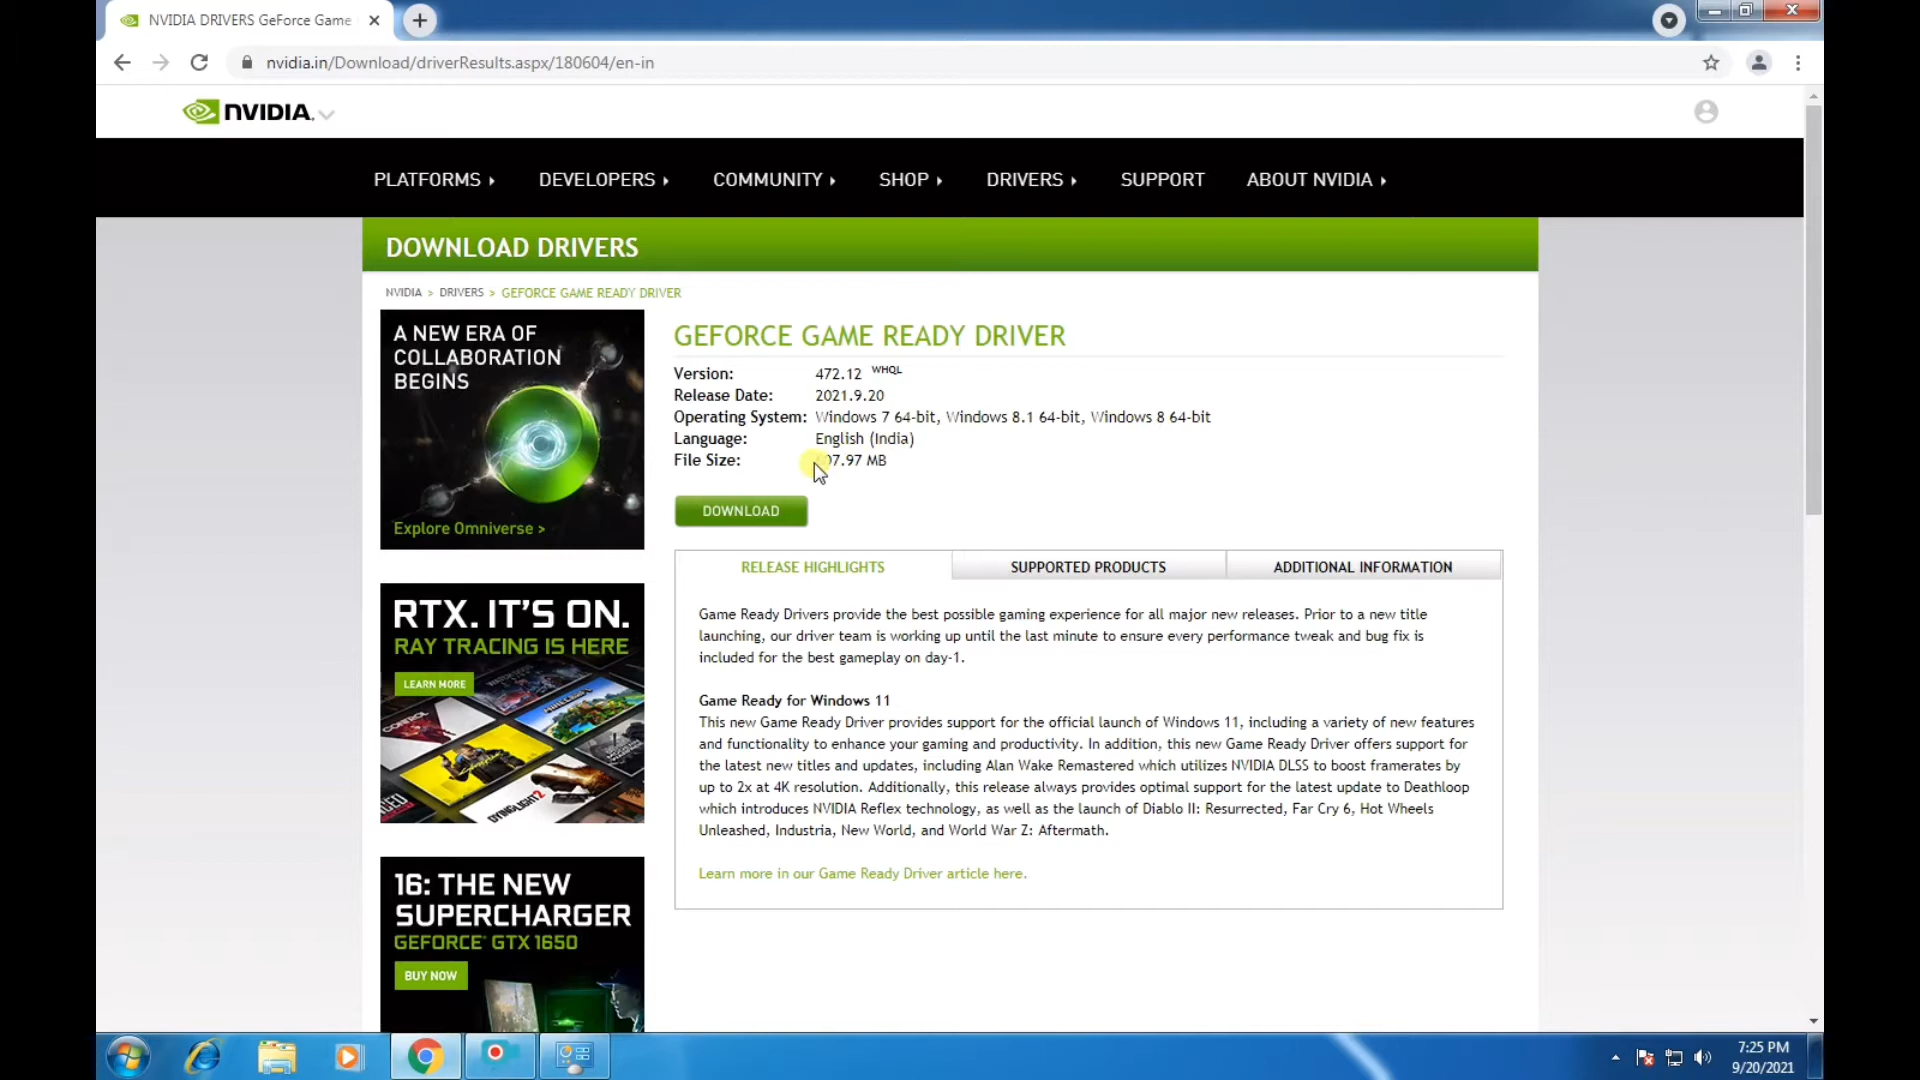 NVIDIA DRIVERS GeForce Game
nvidia.in/Download/driverResults.aspx/180604/en-in
NVIDIA.
PLATFORMS DEVELOPERS COMMUNITY SHOP DRIVERS SUPPORT ABOUT NVIDIA
DOWNLOAD DRIVERS
NVIDIA > DRIVERS > GEFORCE GAME READY DRIVER
A NEW ERA OF
COLLABORATION
BEGINS
Explore Omniverse >
RTX. IT'S ON.
RAY TRACING IS HERE
LEARN MORE
CONTROL
DYING LIGHT 2
16: THE NEW
SUPERCHARGER
GEFORCE GTX 1650
BUY NOW
GEFORCE GAME READY DRIVER
Version: 472.12 WHQL
Release Date: 2021.9.20
Operating System: Windows 7 64-bit, Windows 8.1 64-bit, Windows 8 64-bit
Language: English (India)
File Size: MB
DOWNLOAD
RELEASE HIGHLIGHTS SUPPORTED PRODUCTS ADDITIONAL INFORMATION
Game Ready Drivers provide the best possible gaming experience for all major new releases. Prior to a new title
launching, our driver team is working up until the last minute to ensure every performance tweak and bug fix is
included for the best gameplay on day-1.
Game Ready for Windows 11
This new Game Ready Driver provides support for the official launch of Windows 11, including a variety of new features
and functionality to enhance your gaming and productivity. In addition, this new Game Ready Driver offers support for
the latest new titles and updates, including Alan Wake Remastered which utilizes NVIDIA DLSS to boost framerates by
up to 2x at 4K resolution. Additionally, this release always provides optimal support for the latest update to Deathloop
which introduces NVIDIA Reflex technology, as well as the launch of Diablo II: Resurrected, Far Cry 6, Hot Wheels
Unleashed, Industria, New World, and World War Z: Aftermath.
Learn more in our Game Ready Driver article here.
7:25 PM
9/20/2021